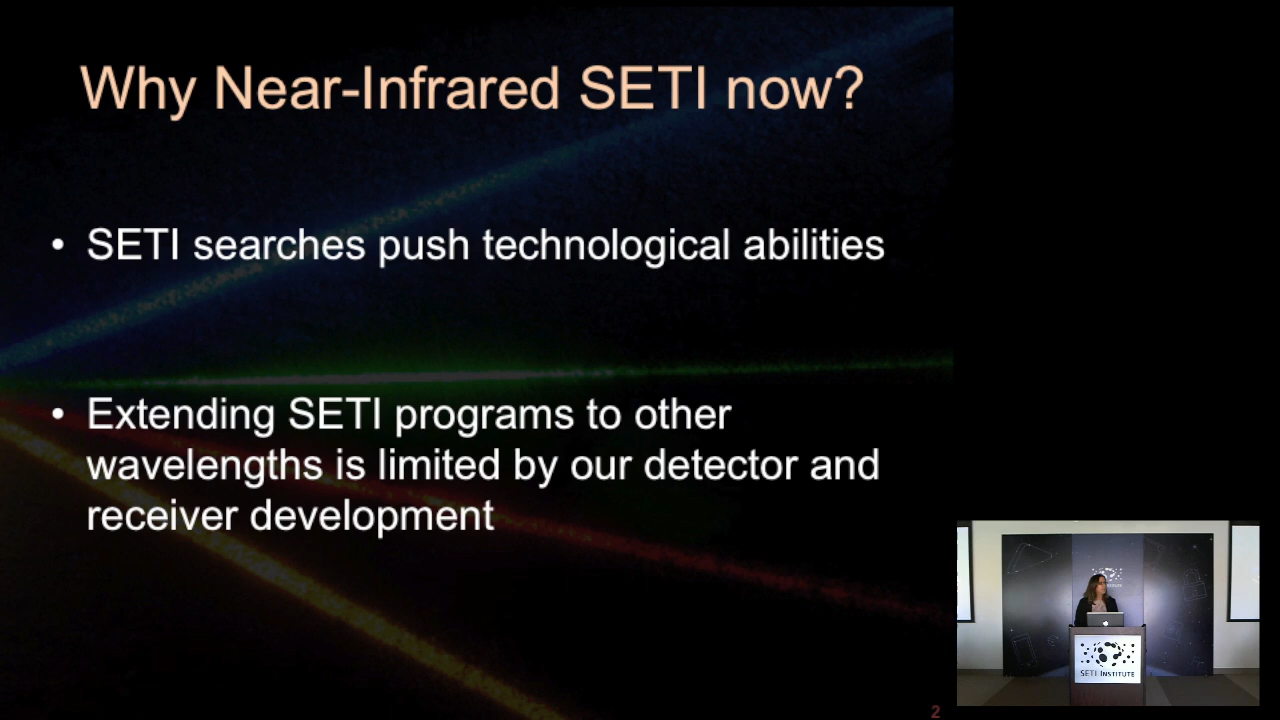 Why Near-Infrared SETI now?
• SETI searches push technological abilities
• Extending SETI programs to other
wavelengths is limited by our detector and
receiver development
2
SETI INSTITUTE